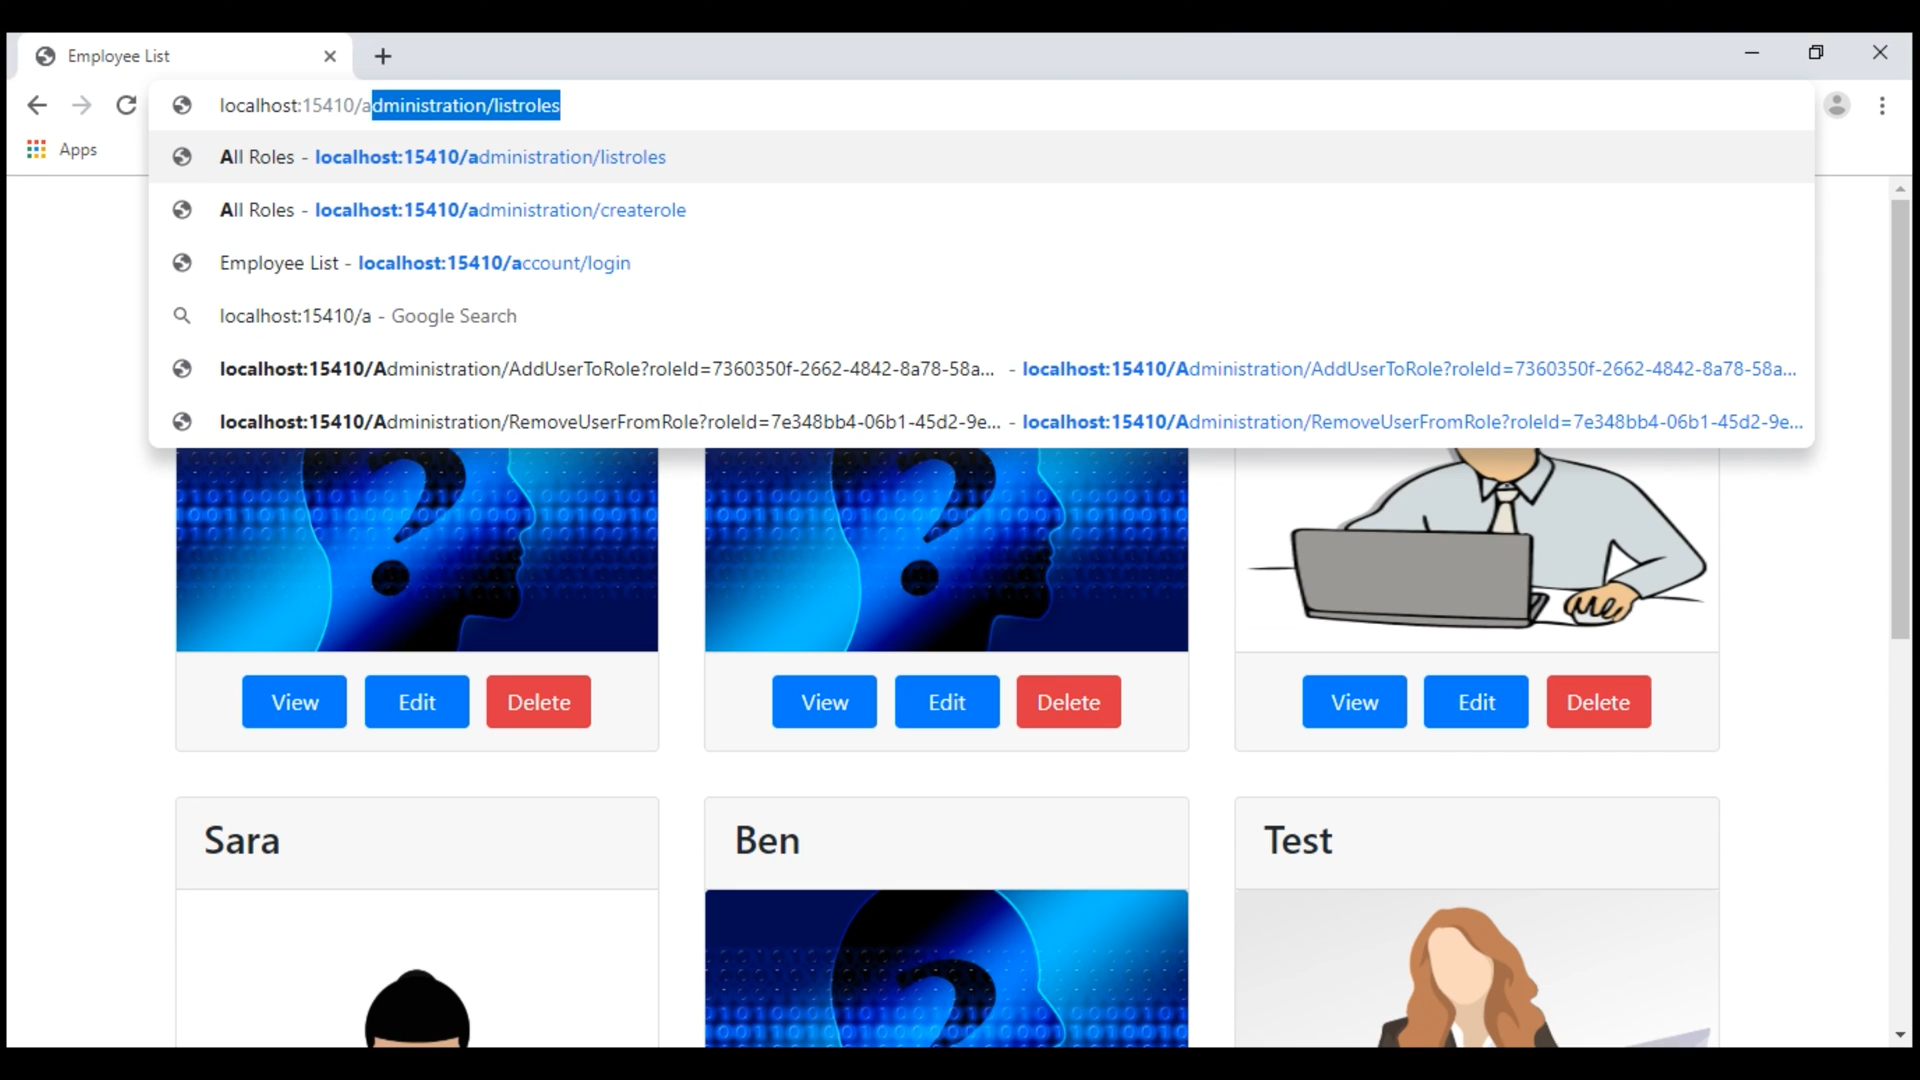 Employee List
localhost:15410/administration/listroles
Apps
All Roles - localhost:15410/administration/listroles
All Roles - localhost:15410/administration/createrole
Employee List - localhost:15410/account/login
localhost:15410/a - Google Search
localhost:15410/Administration/AddUserToRole?roleId=7360350f-2662-4842-8a78-58a... - localhost:15410/Administration/AddUserToRole?roleId=7360350f-2662-4842-8a78-58a...
localhost:15410/Administration/RemoveUserFromRole?roleId=7e348bb4-06b1-45d2-9e... - localhost:15410/Administration/RemoveUserFromRole?roleId=7e348bb4-06b1-45d2-9e...
View Edit Delete View Edit Delete View Edit Delete
Sara Ben Test